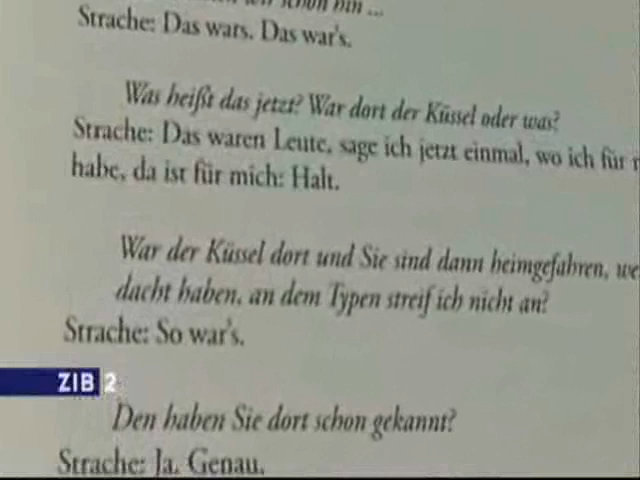 schon bin ...
Strache: Das wars. Das war's.
Was heißt das jetzt? War dort der Küssel oder was?
Strache: Das waren Leute, sage ich jetzt einmal, wo ich für
habe, da ist für mich: Halt.
War der Küssel dort und Sie sind dann heimgefahren, we
dacht haben, an dem Typen streif ich nicht an?
Strache: So war's.
ZIB 2
Den haben Sie dort schon gekannt?
Strache: Ja. Genau.